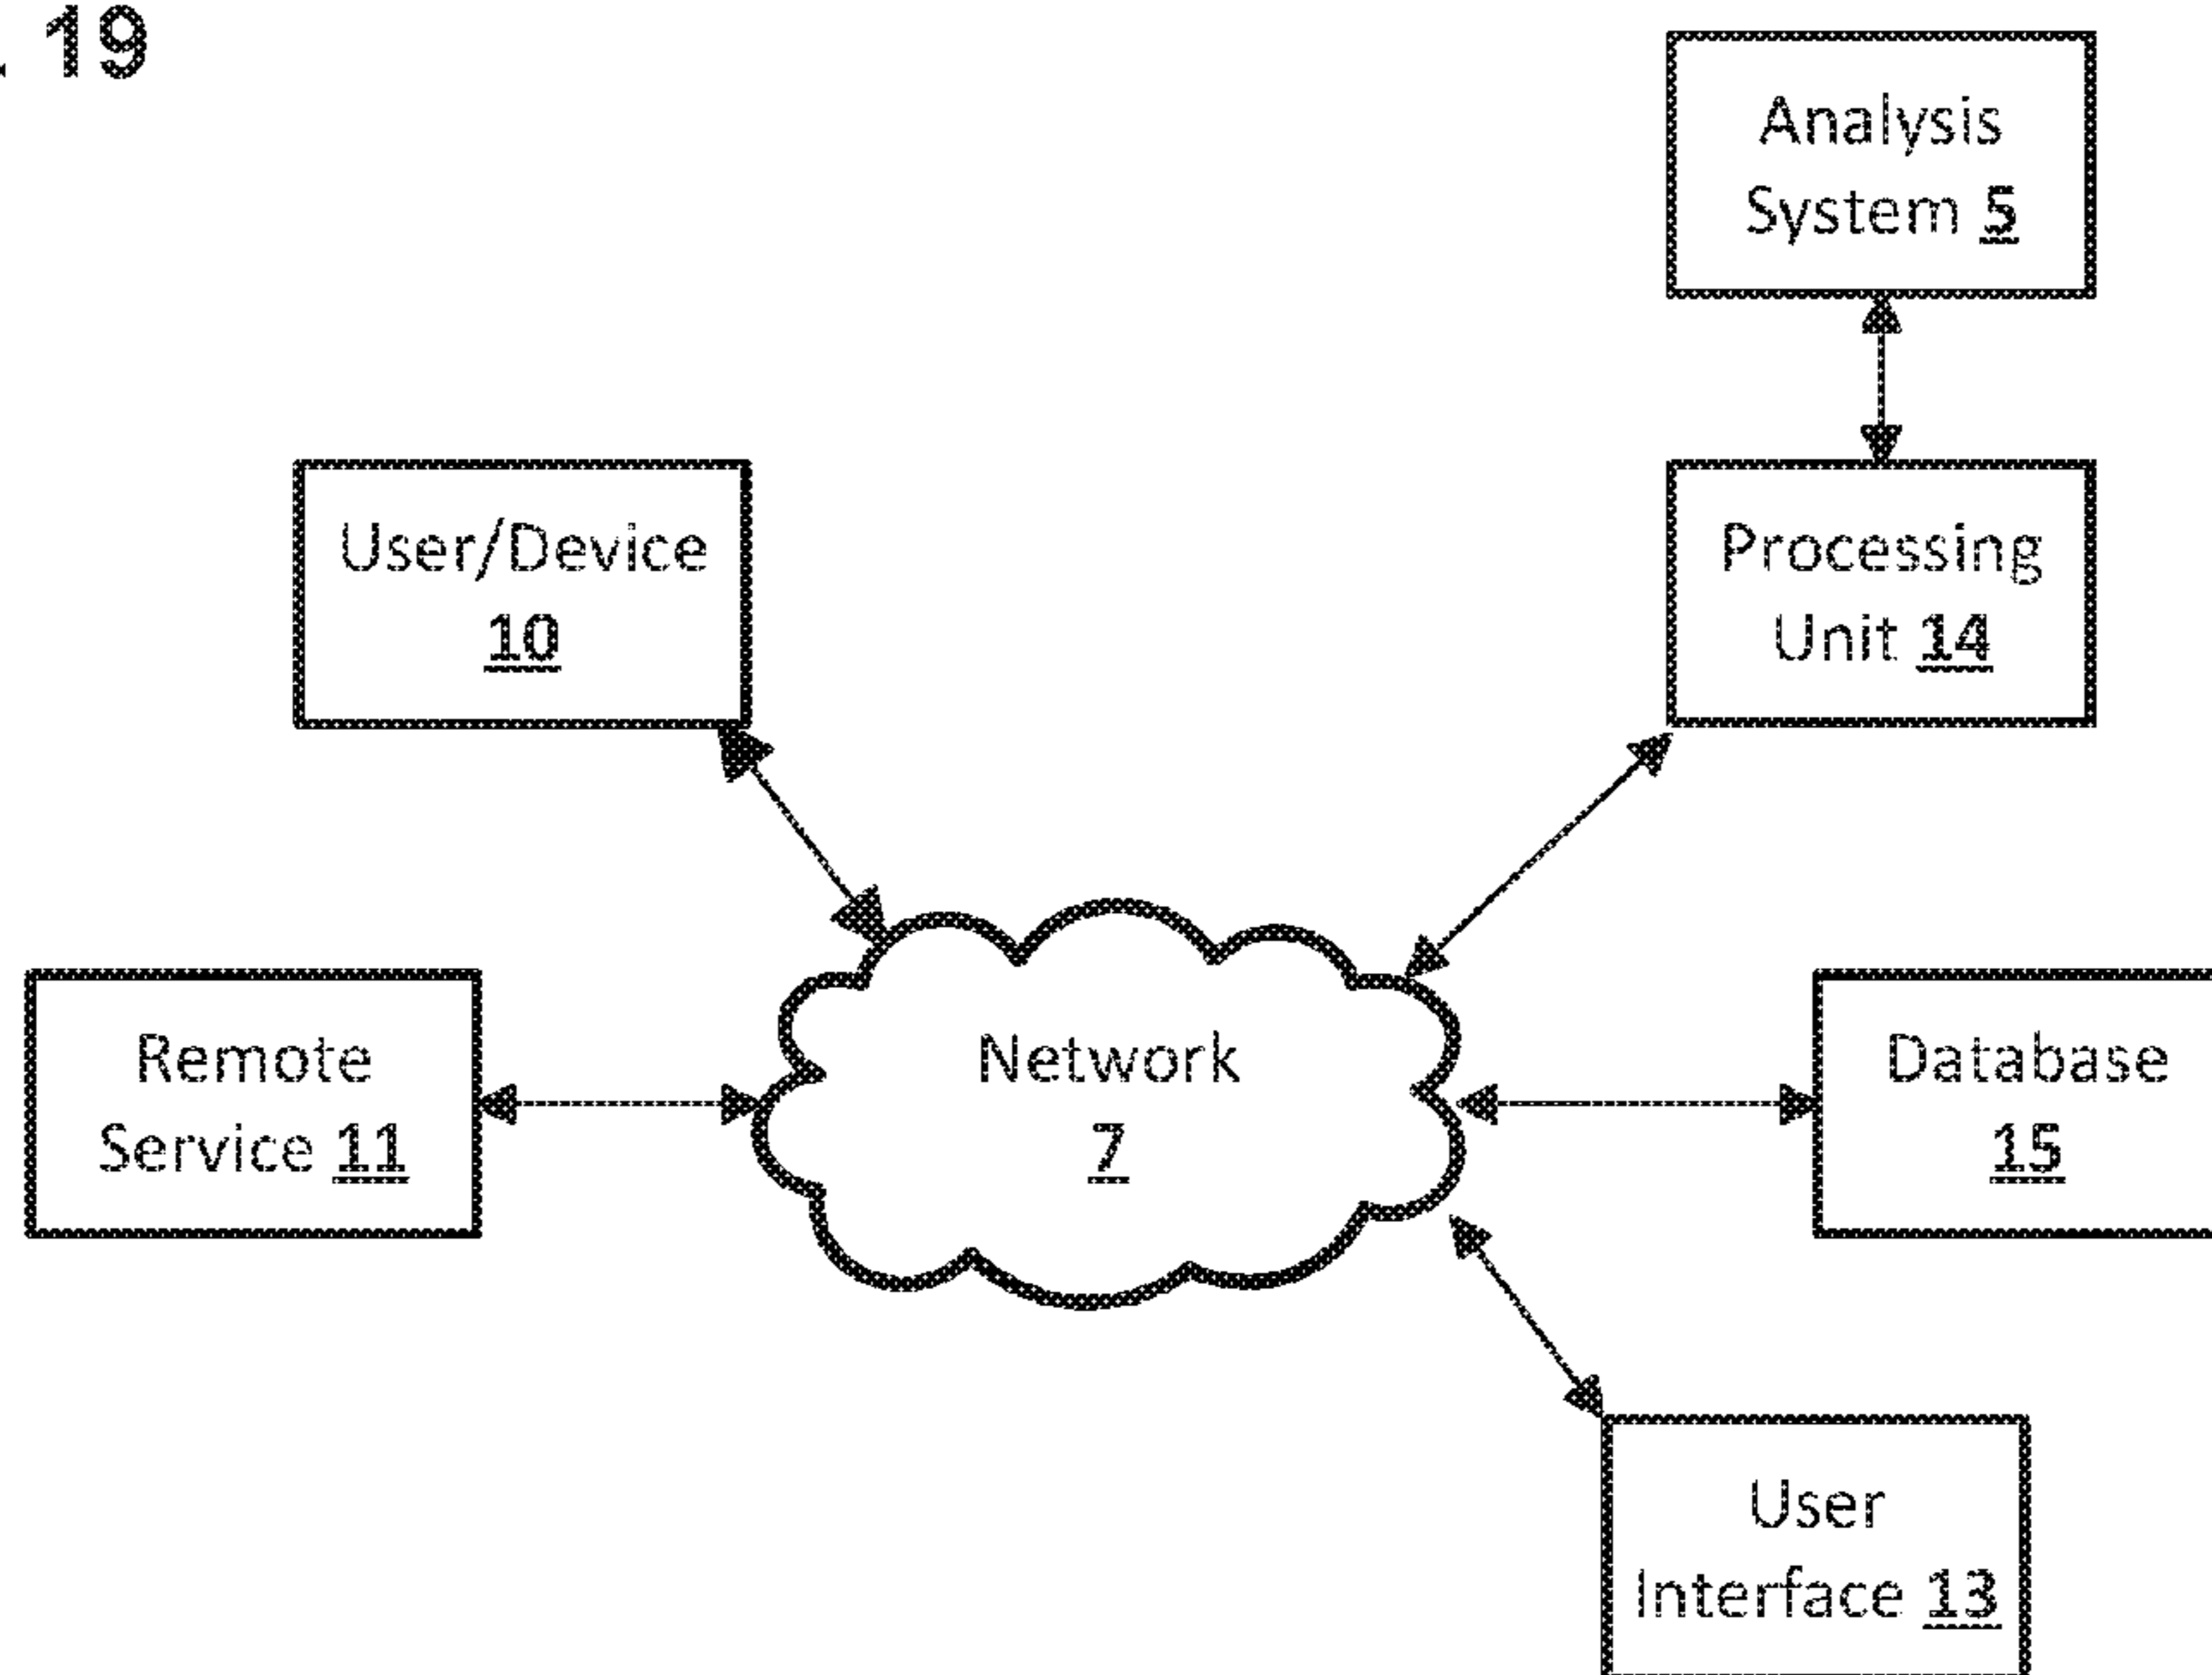 19
Analysis
System 5
User/Device
10
Processing
Unit 14
Remote
Service 11
Network
7
Database
15
User
Interface 13